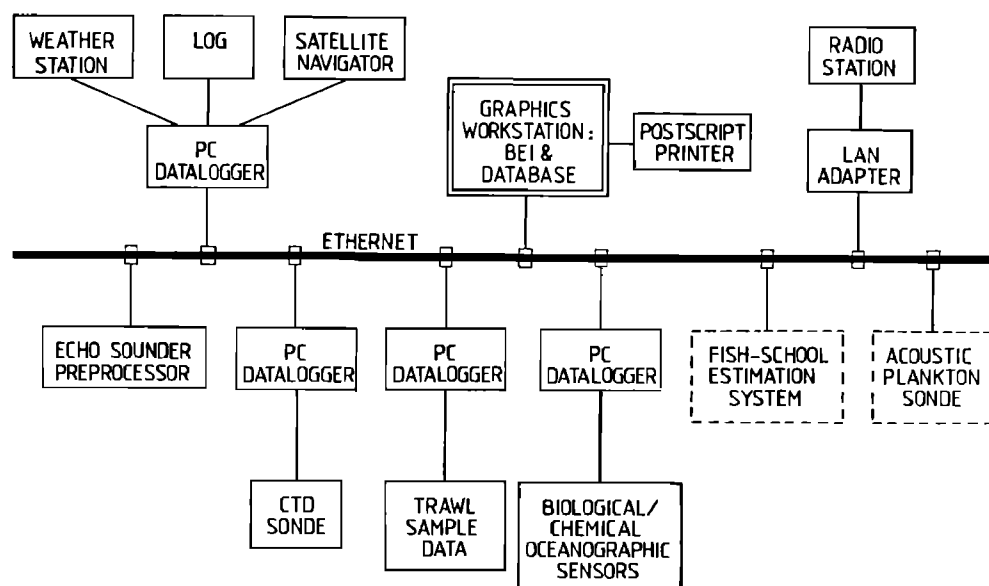 WEATHER
STATION
LOG
SATELLITE
NAVIGATOR
PC
DATALOGGER
GRAPHICS
WORKSTATION:
BEI &
DATABASE
POSTSCRIPT
PRINTER
RADIO
STATION
LAN
ADAPTER
ETHERNET
ECHO SOUNDER
PREPROCESSOR
PC
DATALOGGER
PC
DATALOGGER
PC
DATALOGGER
FISH-SCHOOL
ESTIMATION
SYSTEM
ACOUSTIC
PLANKTON
SONDE
CTD
SONDE
TRAWL
SAMPLE
DATA
BIOLOGICAL/
CHEMICAL
OCEANOGRAPHIC
SENSORS